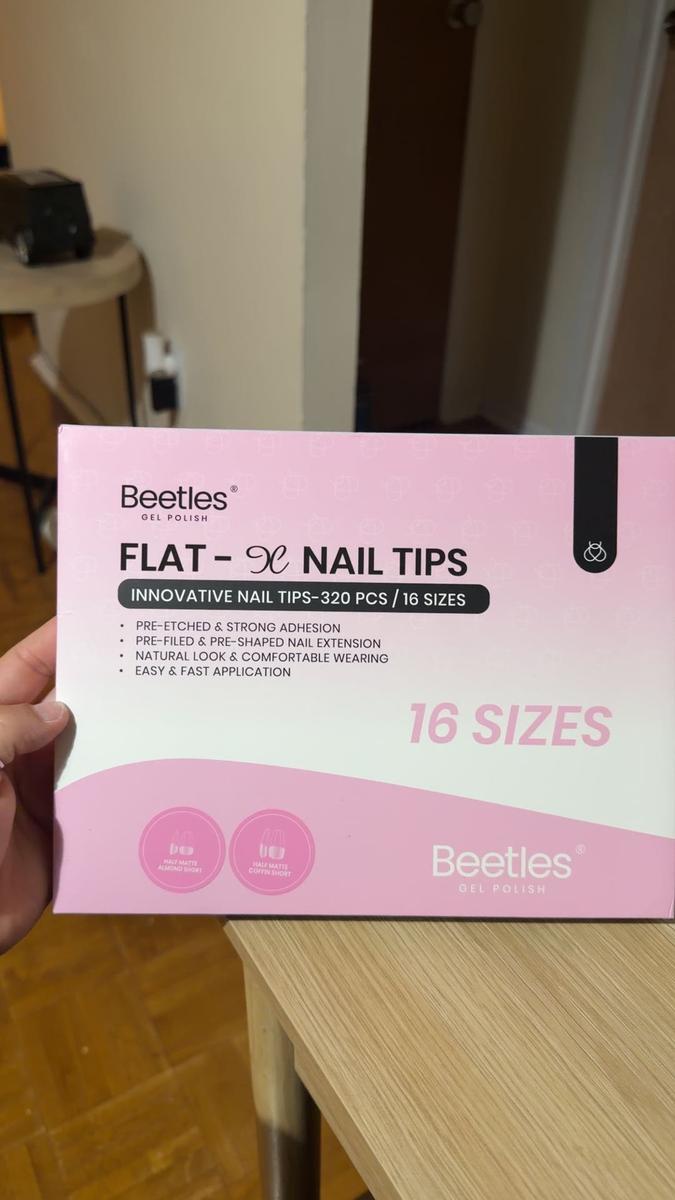 Beetles®
GEL POLISH
FLAT - X NAIL TIPS
INNOVATIVE NAIL TIPS-320 PCS / 16 SIZES
• PRE-ETCHED & STRONG ADHESION
• PRE-FILED & PRE-SHAPED NAIL EXTENSION
• NATURAL LOOK & COMFORTABLE WEARING
• EASY & FAST APPLICATION
16 SIZES
HALF MATTE
ALMOND SHORT
HALF MATTE
COFFIN SHORT
Beetles®
GEL POLISH